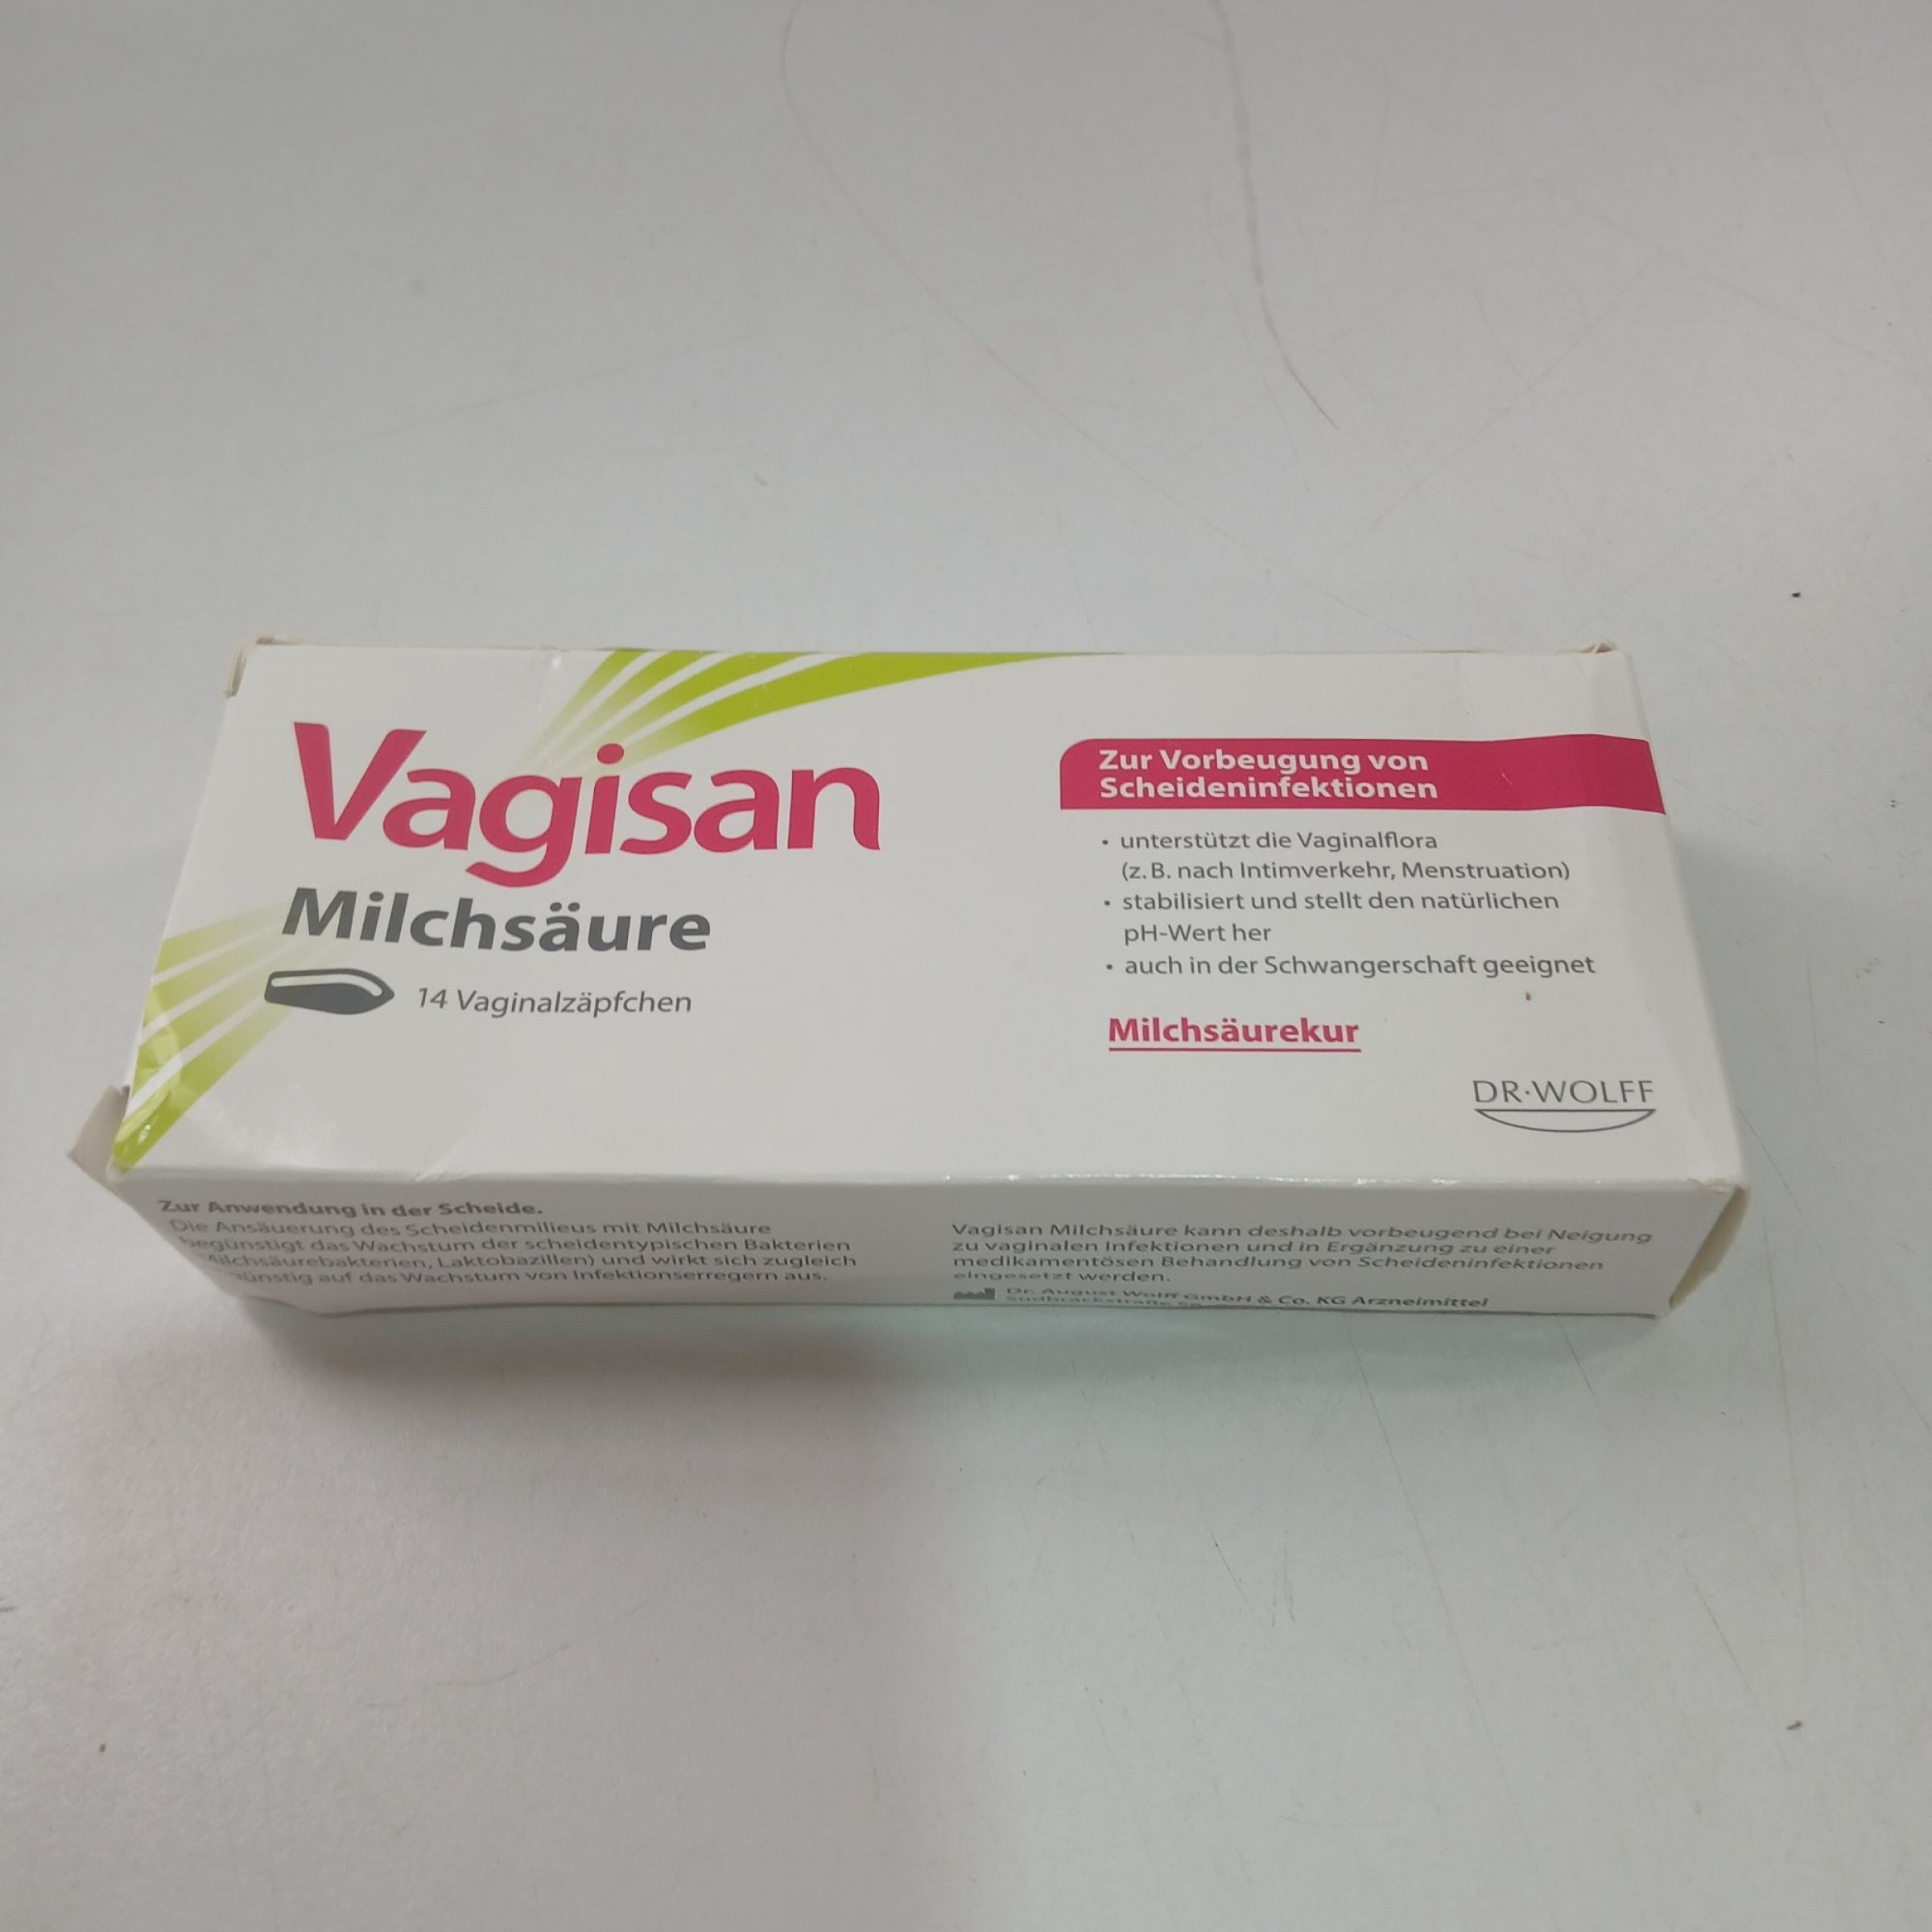 Vagisan
Milchsäure
14 Vaginalzäpfchen
Zur Vorbeugung von
Scheideninfektionen
• unterstützt die Vaginalflora
(z. B. nach Intimverkehr, Menstruation)
• stabilisiert und stellt den natürlichen
pH-Wert her
• auch in der Schwangerschaft geeignet
Milchsäurekur
DR·WOLFF
Zur Anwendung in der Scheide.
Die Ansäuerung des Scheidenmilieus mit Milchsäure
begünstigt das Wachstum der scheidentypischen Bakterien
Milchsäurebakterien, Laktobazillen) und wirkt sich zugleich
auf das Wachstum von Infektionserregern aus.
Vagisan Milchsäure kann deshalb vorbeugend bei Neigung
zu vaginalen Infektionen und in Ergänzung zu einer
medikamentösen Behandlung von Scheideninfektionen
eingesetzt werden.
Dr. August Wolff GmbH & Co. KG Arzneimittel